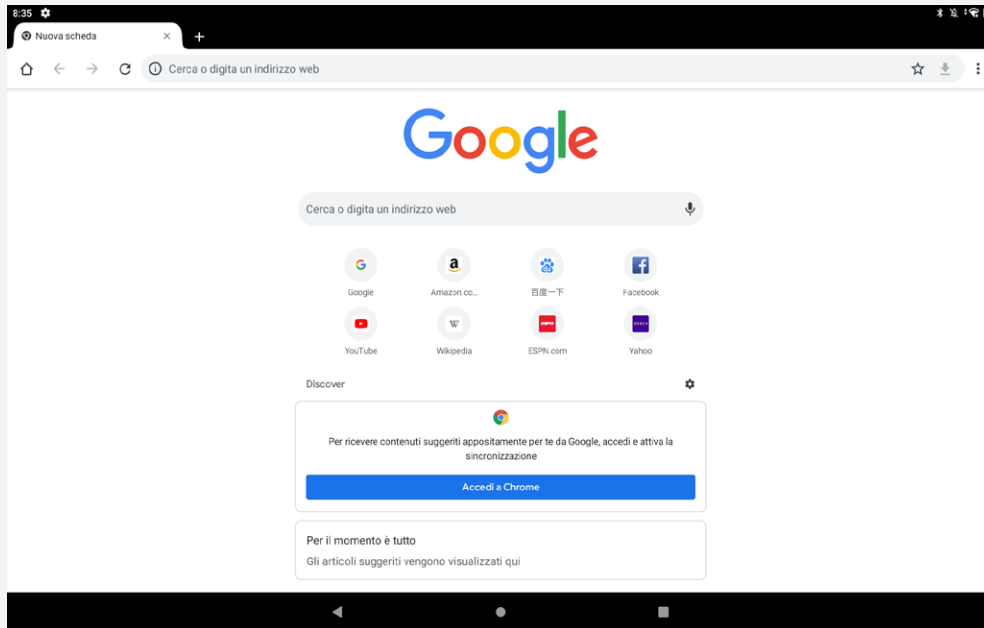 8:35
Nuova scheda
Cerca o digita un indirizzo web
Google
Cerca o digita un indirizzo web
G a f
Google Amazon.cc... 百度一下 Facebook
W
YouTube Wikipedia ESPN.com Yahoo
Discover
Per ricevere contenuti suggeriti appositamente per te da Google, accedi e attiva la
sincronizzazione
Accedi a Chrome
Per il momento è tutto
Gli articoli suggeriti vengono visualizzati qui